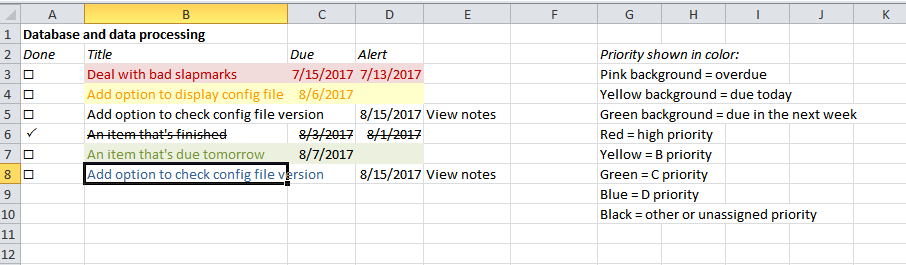 A B C D E F G H I J K
1 Database and data processing
2 Done Title Due Alert Priority shown in color:
3 ☐ Deal with bad slapmarks 7/15/2017 7/13/2017 Pink background = overdue
4 ☐ Add option to display config file 8/6/2017 Yellow background = due today
5 ☐ Add option to check config file version 8/15/2017 View notes Green background = due in the next week
6 ✓ An item that's finished 8/3/2017 8/1/2017 Red = high priority
7 ☐ An item that's due tomorrow 8/7/2017 Yellow = B priority
8 ☐ Add option to check config file version 8/15/2017 View notes Green = C priority
9 Blue = D priority
10 Black = other or unassigned priority
11
12